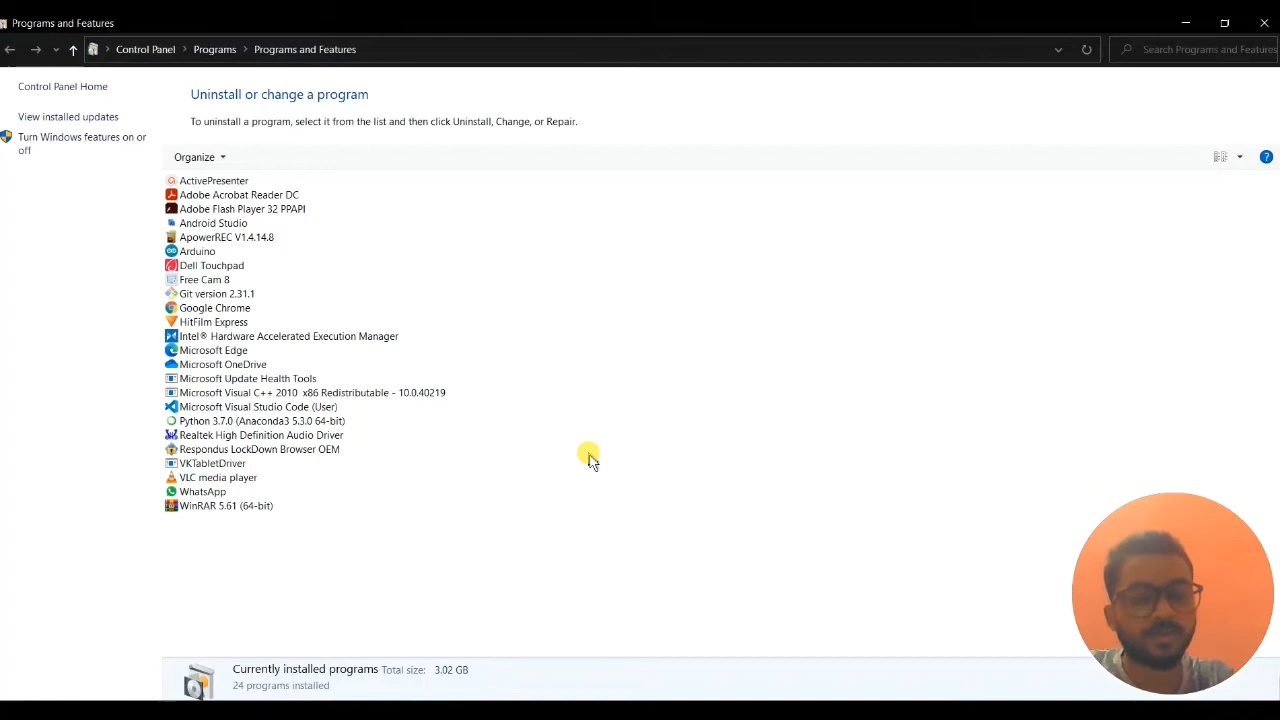 Programs and Features
Control Panel
Programs
Programs and Features
Search Programs and Features
Control Panel Home
View installed updates
Turn Windows features on or
off
Uninstall or change a program
To uninstall a program, select it from the list and then click Uninstall, Change, or Repair.
Organize
ActivePresenter
Adobe Acrobat Reader DC
Adobe Flash Player 32 PPAPI
Android Studio
ApowerREC V1.4.14.8
Arduino
Dell Touchpad
Free Cam 8
Git version 2.31.1
Google Chrome
HitFilm Express
Intel® Hardware Accelerated Execution Manager
Microsoft Edge
Microsoft OneDrive
Microsoft Update Health Tools
Microsoft Visual C++ 2010 x86 Redistributable - 10.0.40219
Microsoft Visual Studio Code (User)
Python 3.7.0 (Anaconda3 5.3.0 64-bit)
Realtek High Definition Audio Driver
Respondus LockDown Browser OEM
VKTabletDriver
VLC media player
WhatsApp
WinRAR 5.61 (64-bit)
Currently installed programs Total size: 3.02 GB
24 programs installed